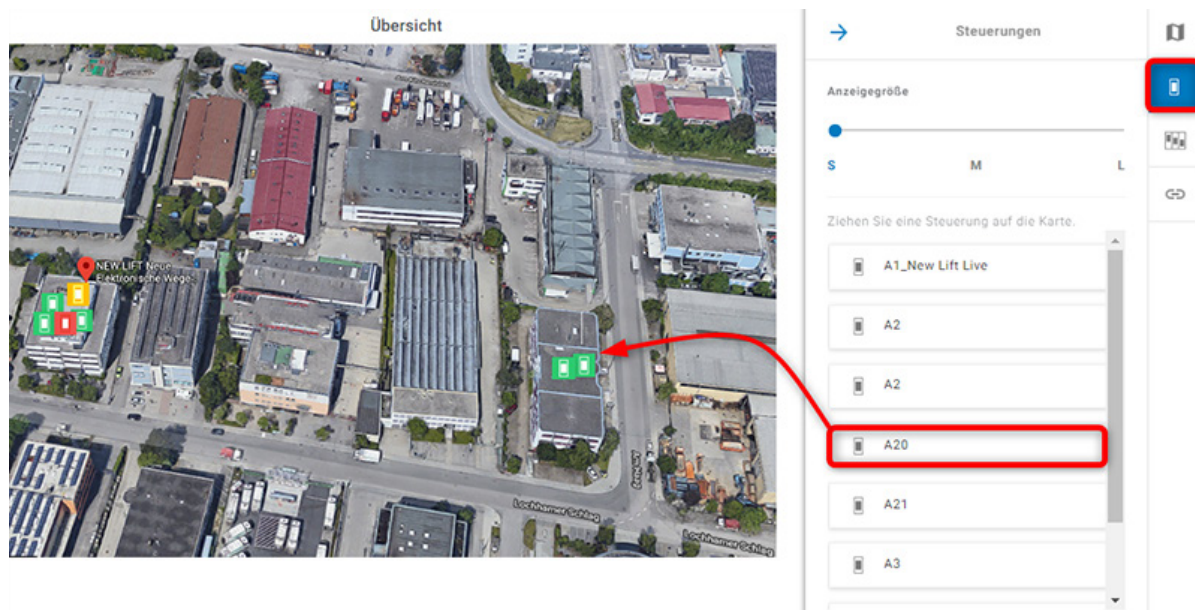 Übersicht
NEW LIFT Neue
Elektronische Wege...
Lochhamer Schlag
Lochhamer Schlag
Steuerungen
Anzeigegröße
S M L
Ziehen Sie eine Steuerung auf die Karte.
A1_New Lift Live
A2
A2
A20
A21
A3